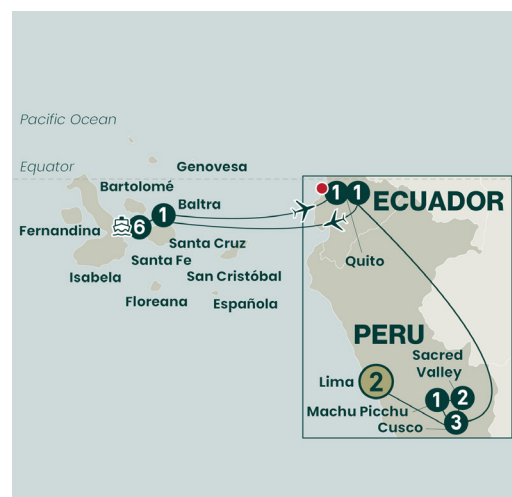 Pacific Ocean
Equator
Genovesa
Bartolomé
Baltra
1
1
1
ECUADOR
Fernandina
6
Santa Cruz
Santa Fe
Quito
Isabela
San Cristóbal
Floreana
Española
PERU
Sacred
Valley
Lima
2
1
2
Machu Picchu
Cusco
3